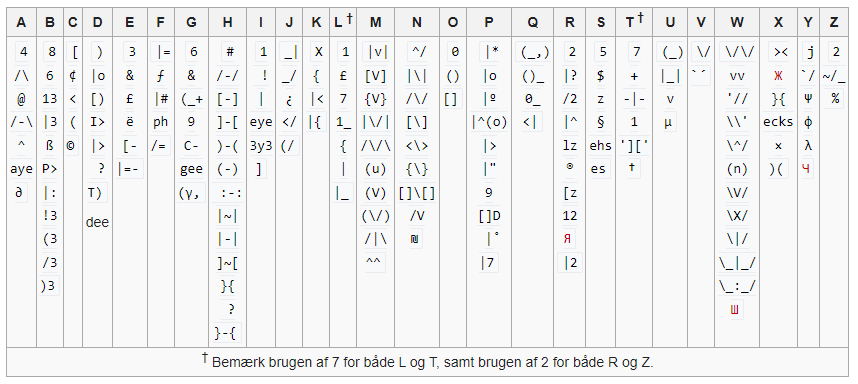 A B C D E F G H I J K L† M N O P Q R S T† U V W X Y Z
4 8 [ ) 3 |= 6 # 1 _| X 1 |v| ^/ 0 |* (_,) 2 5 7 (_) \/ \/\/ >< j 2
/\ 6 ¢ |o & ƒ & /-/ ! _/ { £ [V] |\| () |o ()_ |? $ + |_| ``´ vv Ж `/ ~/_
@ 13 < [) £ |# (_+ [-] | ¿ |< 7 {V} /\/ [] |º 0_ /2 z -|- v '// }{ Ψ %
/-\ |3 ( I> ë ph 9 ]-[ eye </ |{ 1_ |\/| [\] |^(o) <| |^ § 1 µ \\' ecks φ
^ ß © |> [- /= C- )-( 3y3 (/ { /\/\ <\> |> lz ehs '][' \^/ × λ
aye P> ? |=- gee (-) ] | (u) {\} |" ® es † (n) )( Ч
∂ |: T) (γ, :-: |_ (V) []\[] 9 [z \V/
!3 dee |~| (\/) /V []D 12 \X/
(3 |-| /|\ ₪ |˚ Я \|/
/3 ]~[ ^^ |7 |2 \_|_/
)3 }{ \_:_/
? Ш
}-{
† Bemærk brugen af 7 for både L og T, samt brugen af 2 for både R og Z.